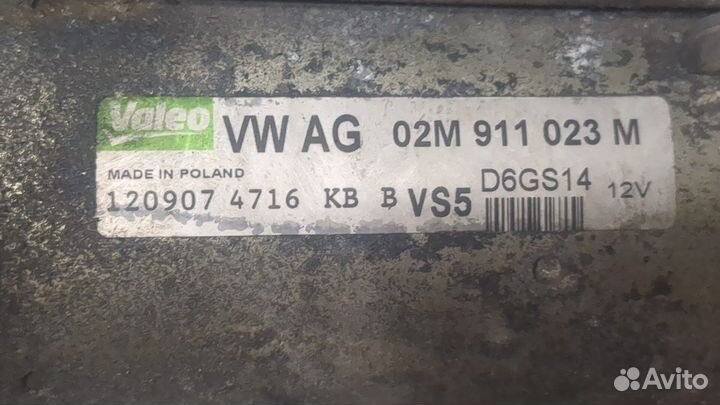 Valeo VW AG 02M 911 023 M
MADE IN POLAND
120907 4716 KB B VS5 D6GS14 12V
Avito